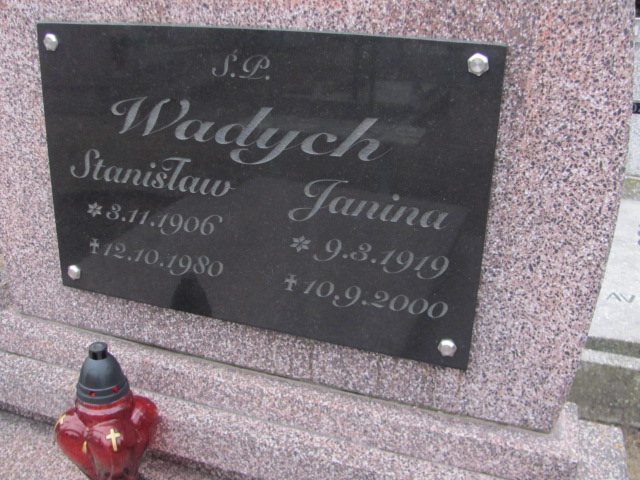 Ś.P.
Wadych
Stanisław
* 3.11.1906
✝ 12.10.1980
Janina
* 9.3.1919
✝ 10.9.2000